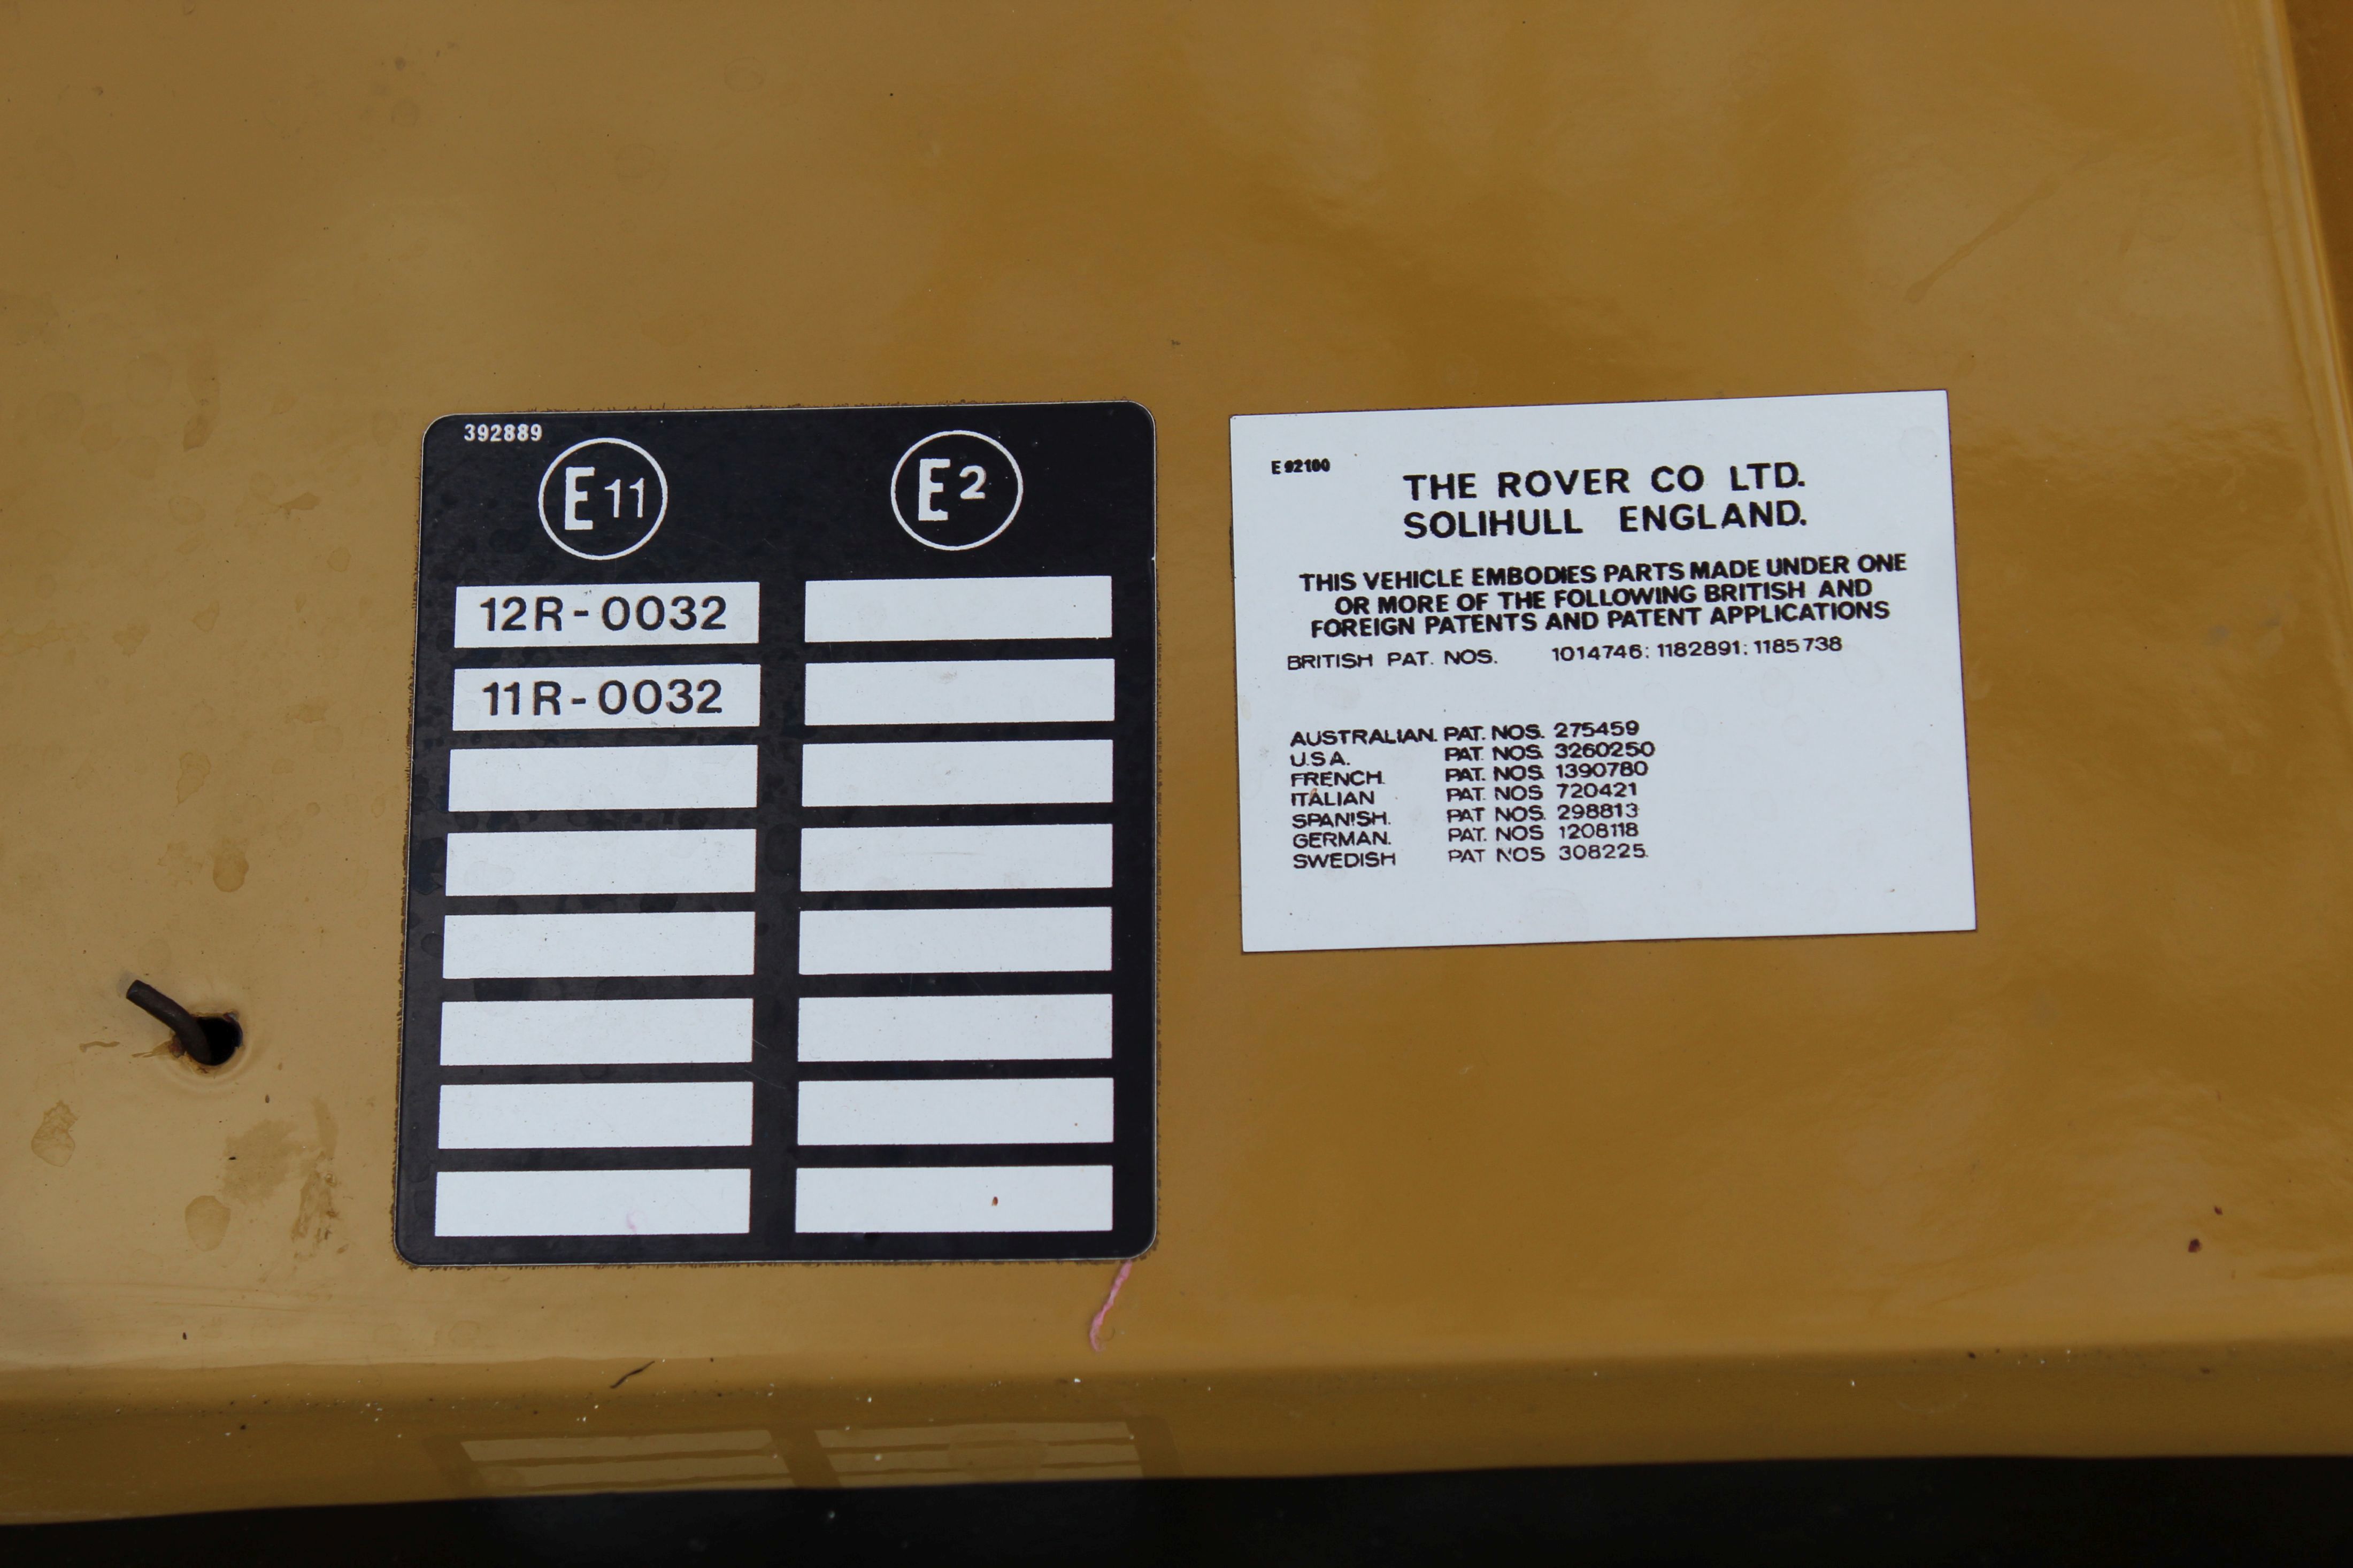 392889
E11
E2
12R-0032
11R-0032
E92100
THE ROVER CO LTD.
SOLIHULL ENGLAND.
THIS VEHICLE EMBODIES PARTS MADE UNDER ONE
OR MORE OF THE FOLLOWING BRITISH AND
FOREIGN PATENTS AND PATENT APPLICATIONS
BRITISH PAT. NOS. 1014746; 1182891; 1185738
AUSTRALIAN. PAT. NOS. 275459
U.S.A. PAT NOS. 3260250
FRENCH. PAT. NOS. 1390780
ITALIAN PAT. NOS 720421
SPANISH. PAT NOS. 298813
GERMAN. PAT. NOS 1208118
SWEDISH PAT NOS 308225.